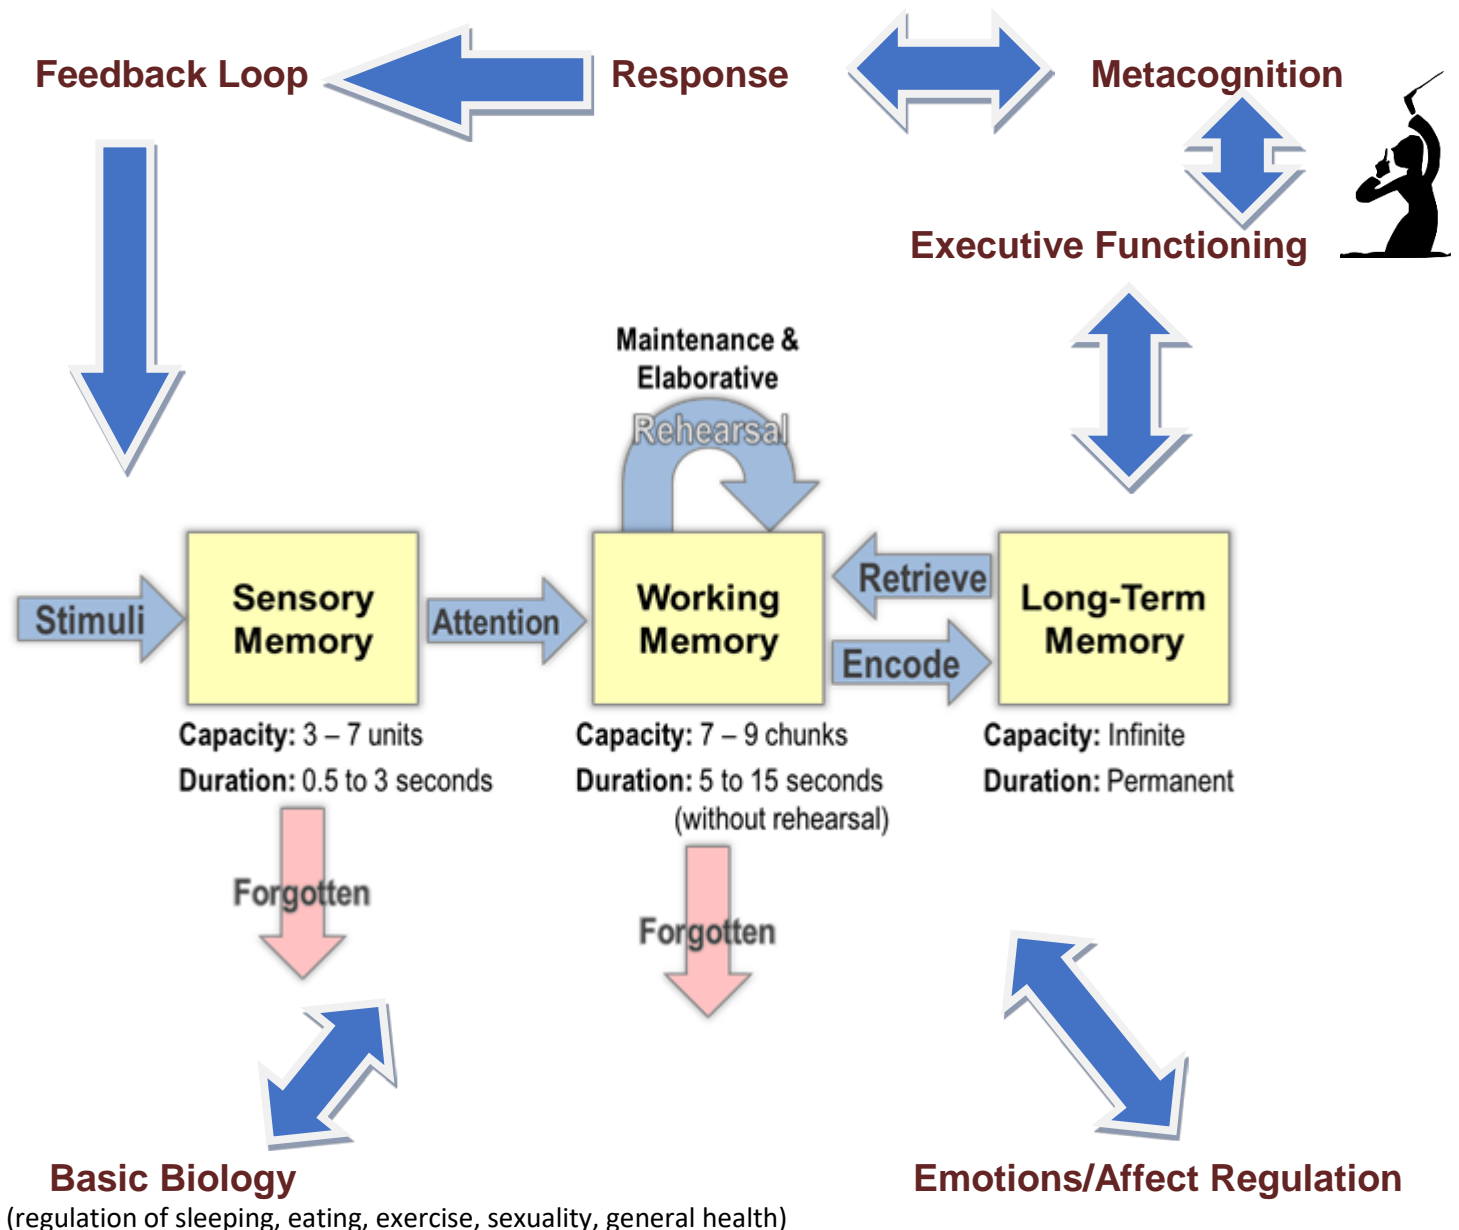 Feedback Loop
Response
Metacognition
Executive Functioning
Maintenance &
Elaborative
Rehearsal
Stimuli
Sensory
Memory
Attention
Working
Memory
Retrieve
Encode
Long-Term
Memory
Capacity: 3 – 7 units
Duration: 0.5 to 3 seconds
Capacity: 7 – 9 chunks
Duration: 5 to 15 seconds
(without rehearsal)
Capacity: Infinite
Duration: Permanent
Forgotten
Forgotten
Basic Biology
(regulation of sleeping, eating, exercise, sexuality, general health)
Emotions/Affect Regulation